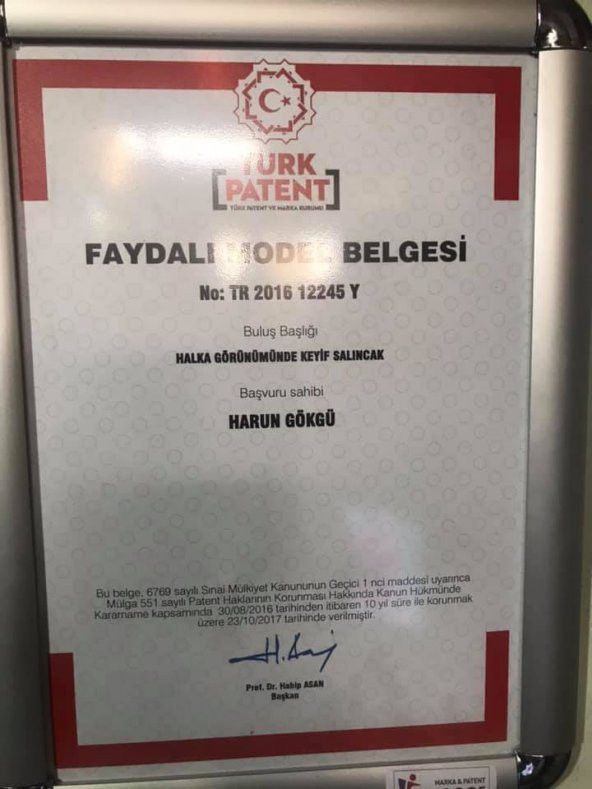 TÜRK
PATENT
TÜRK PATENT VE MARKA KURUMU
FAYDALI MODEL BELGESİ
No: TR 2016 12245 Y
Buluş Başlığı
HALKA GÖRÜNÜMÜNDE KEYİF SALINCAK
Başvuru sahibi
HARUN GÖKGÜ
Bu belge, 6769 sayılı Sınai Mülkiyet Kanununun Geçici 1 nci maddesi uyarınca
Mülga 551 sayılı Patent Haklarının Korunması Hakkında Kanun Hükmünde
Kararname kapsamında 30/08/2016 tarihinden itibaren 10 yıl süre ile korunmak
üzere 23/10/2017 tarihinde verilmiştir.
Prof. Dr. Habip ASAN
Başkan
MARKA & PATENT